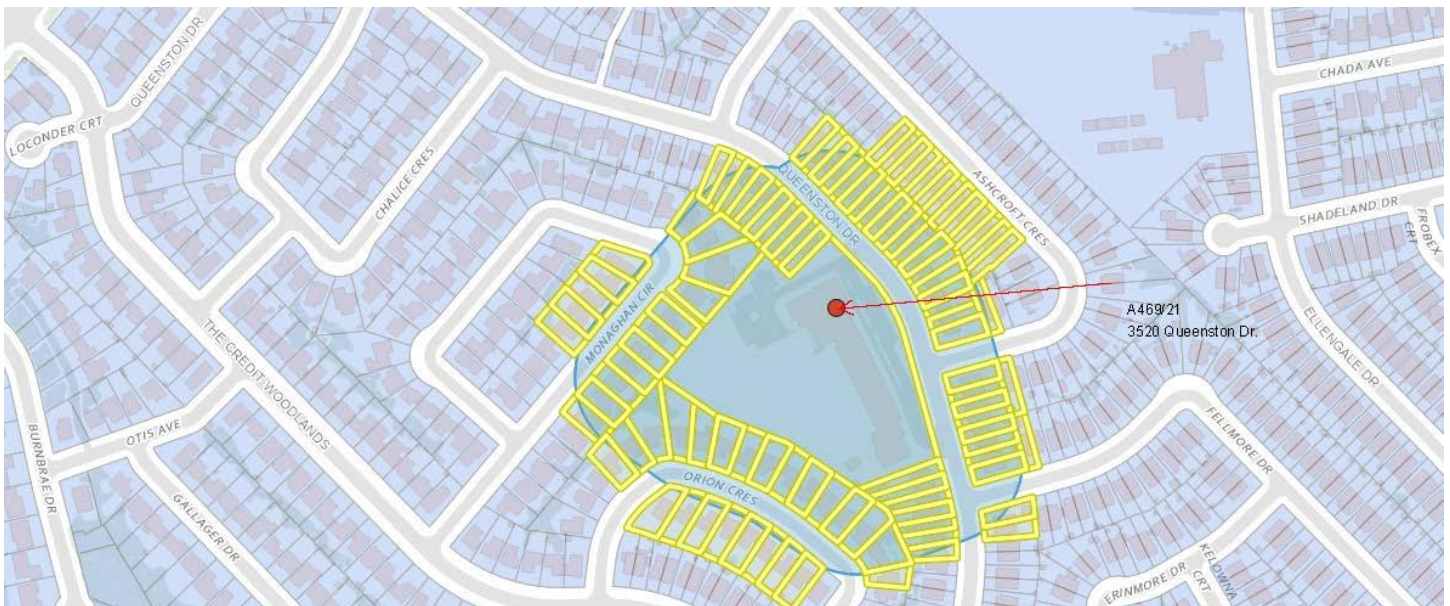 QUEENSTON DR
LOCONDER CRT
CHALICE CRES
CHADA AVE
QUEENSTON DR
ASHCROFT CRES
SHADELAND DR
FROBEX
CRT
A469/21
3520 Queenston Dr.
MONAGHAN CIR
ELLENGALE DR
THE CREDIT WOODLANDS
FELLMORE DR
OTIS AVE
BURNBRAE DR
ORION CRES
GALLAGER DR
KELOWNA
CRT
ERINMORE DR